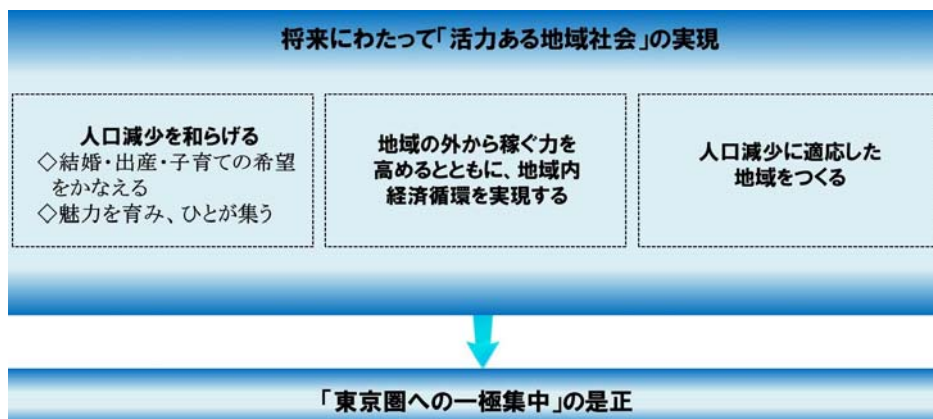 将来にわたって「活力ある地域社会」の実現
人口減少を和らげる
◇結婚・出産・子育ての希望
をかなえる
◇魅力を育み、ひとが集う
地域の外から稼ぐ力を
高めるとともに、地域内
経済循環を実現する
人口減少に適応した
地域をつくる
「東京圏への一極集中」の是正